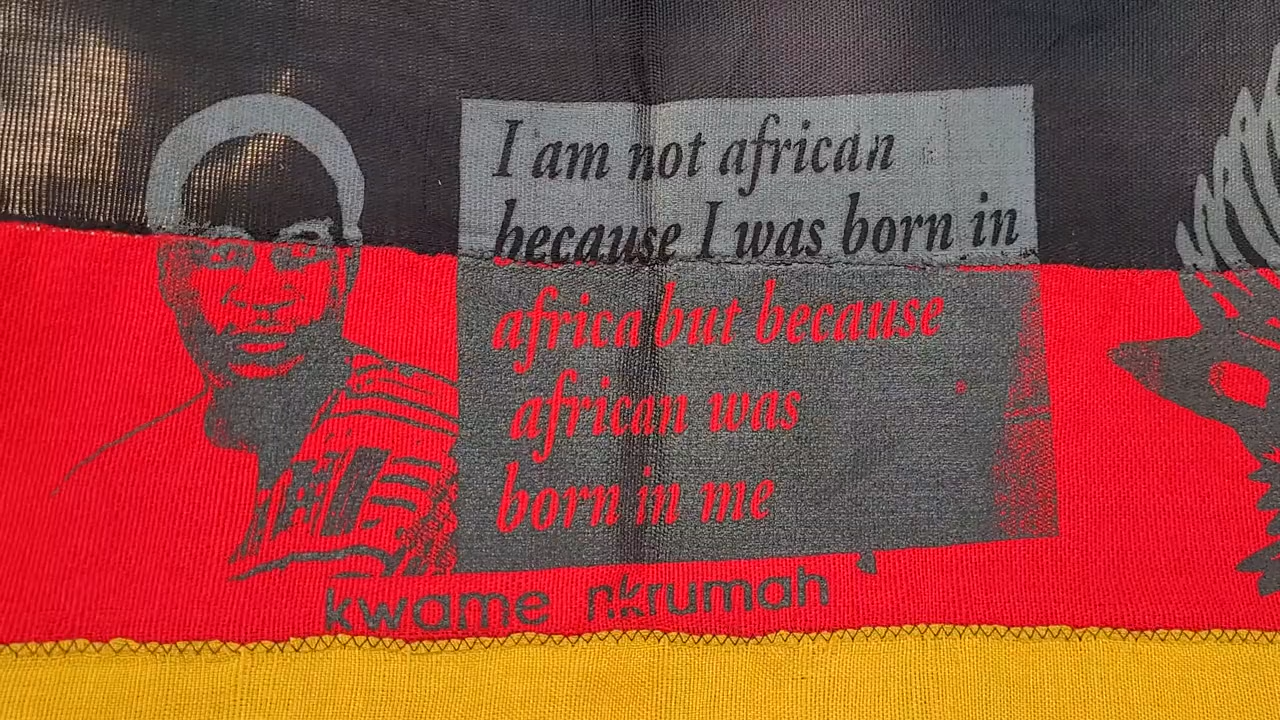 I am not african
because I was born in
africa but because
african was
born in me
kwame nkrumah